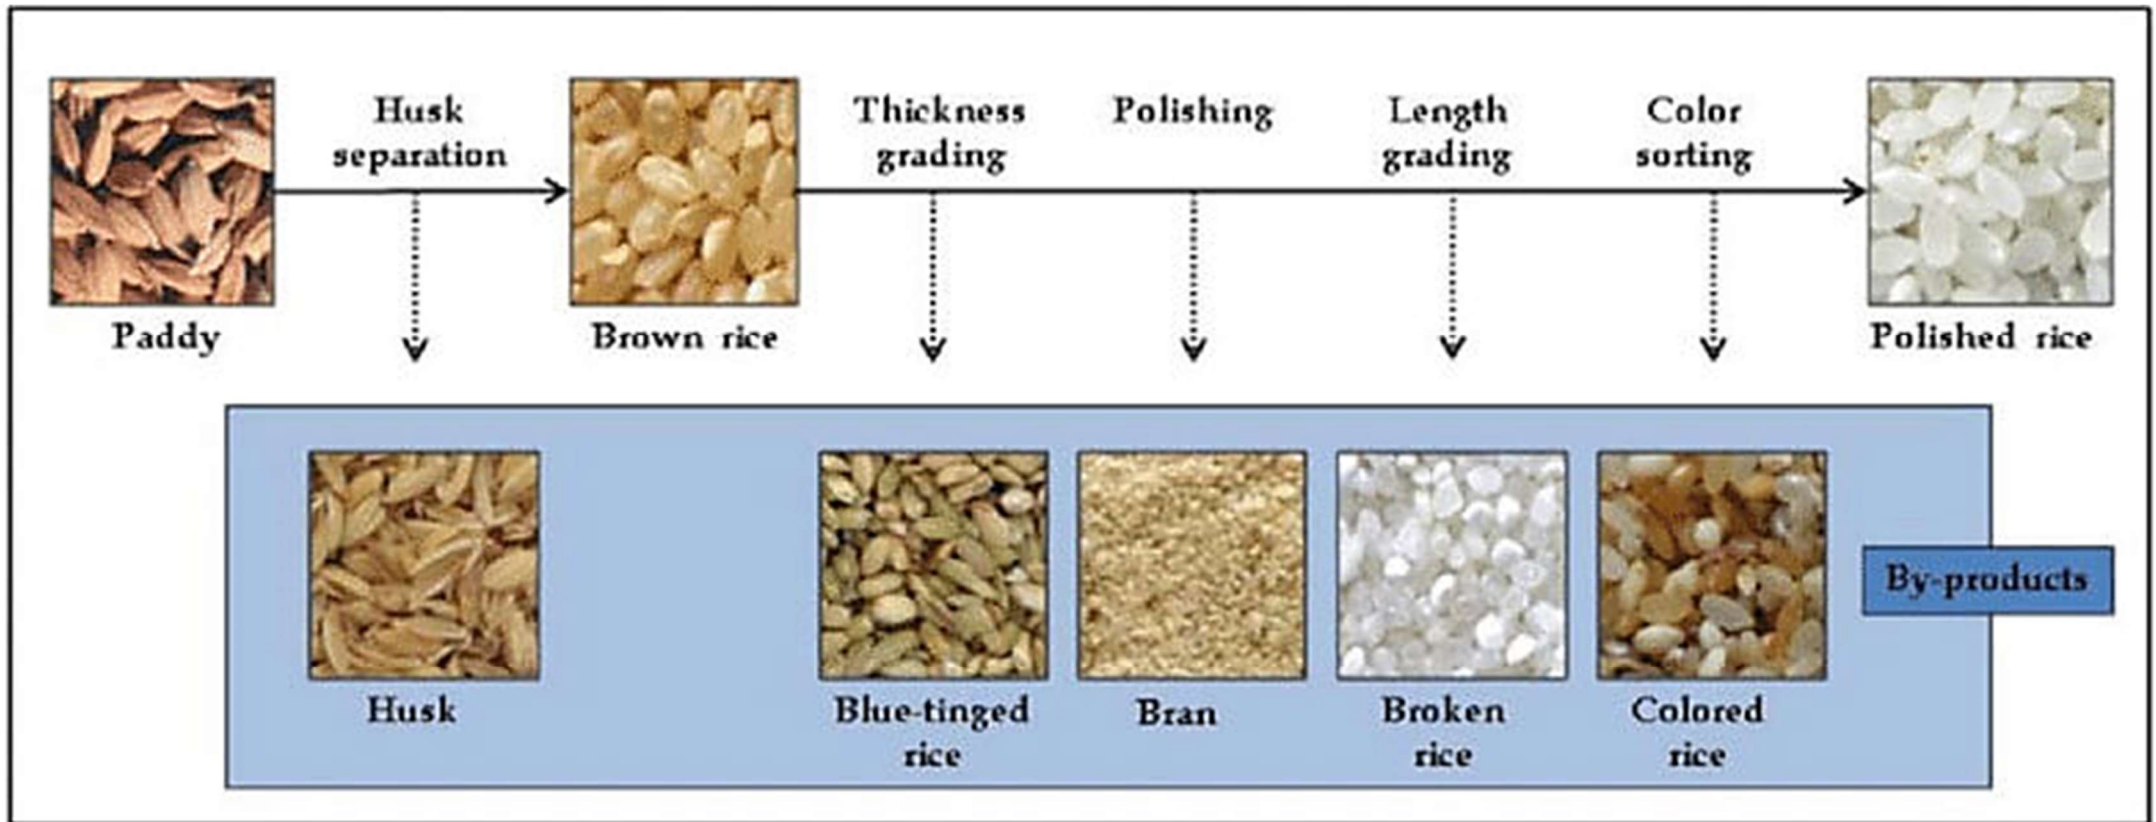 Husk
separation
Thickness
grading
Polishing
Length
grading
Color
sorting
Paddy
Brown rice
Polished rice
By-products
Husk
Blue-tinged
rice
Bran
Broken
rice
Colored
rice